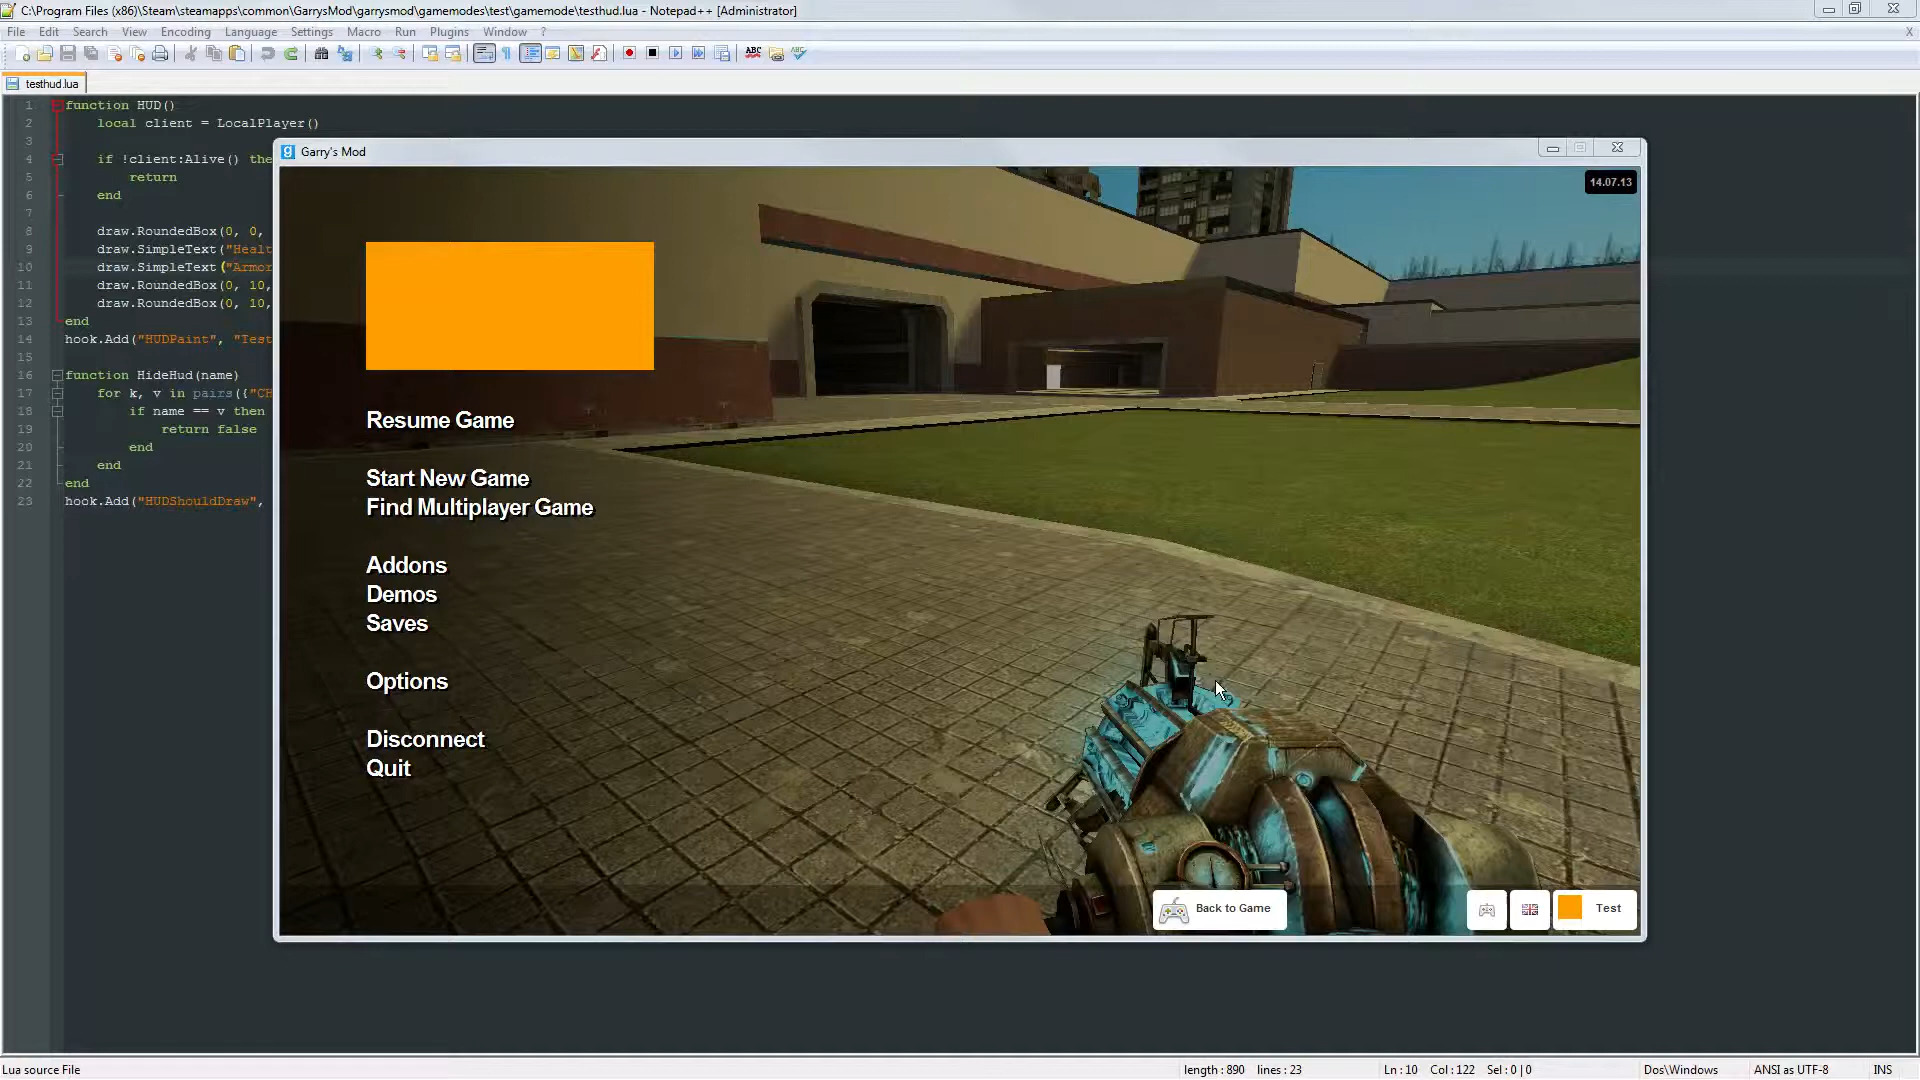 C:\Program Files (x86)\Steam\steamapps\common\GarrysMod\garrysmod\gamemodes\test\gamemode\testhud.lua - Notepad++ [Administrator]
File Edit Search View Encoding Language Settings Macro Run Plugins Window ? X
testhud.lua
1 function HUD()
2 local client = LocalPlayer()
3
4 if !client:Alive() the
5 return
6 end
7
8 draw.RoundedBox(0, 0,
9 draw.SimpleText("Healt
10 draw.SimpleText("Armor
11 draw.RoundedBox(0, 10,
12 draw.RoundedBox(0, 10,
13 end
14 hook.Add("HUDPaint", "Test
15
16 function HideHud(name)
17 for k, v in pairs({"CH
18 if name == v then
19 return false
20 end
21 end
22 end
23 hook.Add("HUDShouldDraw",
Garry's Mod
14.07.13
Resume Game
Start New Game
Find Multiplayer Game
Addons
Demos
Saves
Options
Disconnect
Quit
Back to Game
Test
Lua source File length : 890 lines : 23 Ln : 10 Col : 122 Sel : 0 | 0 Dos\Windows ANSI as UTF-8 INS